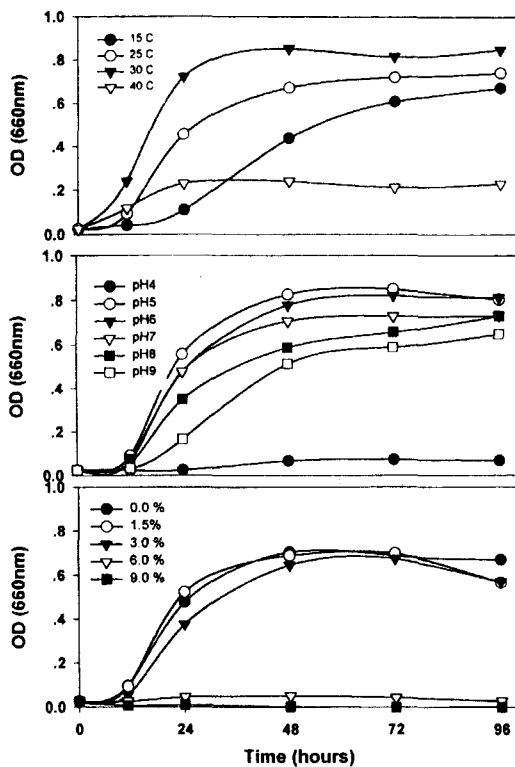 1.0
.8
.6
.4
.2
0.0
OD (660nm)
15 C
25 C
30 C
40 C
1.0
.8
.6
.4
.2
0.0
OD (660nm)
pH4
pH5
pH6
pH7
pH8
pH9
1.0
.8
.6
.4
.2
0.0
OD (660nm)
0.0 %
1.5%
3.0 %
6.0 %
9.0 %
0 24 48 72 96
Time (hours)